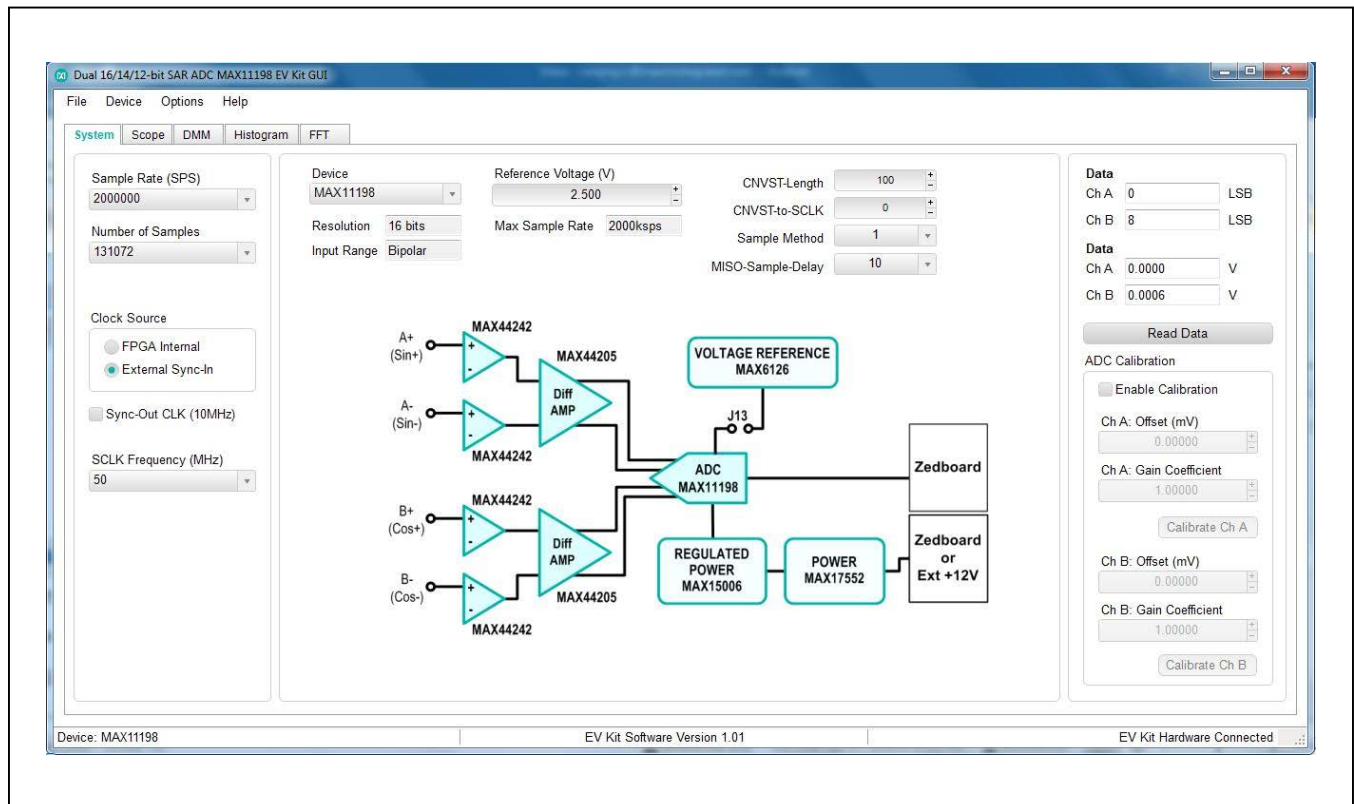 Dual 16/14/12-bit SAR ADC MAX11198 EV Kit GUI
File Device Options Help
System Scope DMM Histogram FFT
Sample Rate (SPS)
2000000
Number of Samples
131072
Clock Source
FPGA Internal
External Sync-In
Sync-Out CLK (10MHz)
SCLK Frequency (MHz)
50
Device
MAX11198
Resolution 16 bits
Input Range Bipolar
Reference Voltage (V)
2.500
Max Sample Rate 2000ksps
CNVST-Length 100
CNVST-to-SCLK 0
Sample Method 1
MISO-Sample-Delay 10
A+
(Sin+)
+
-
MAX44242
A-
(Sin-)
+
-
MAX44242
MAX44205
Diff
AMP
B+
(Cos+)
+
-
MAX44242
B-
(Cos-)
+
-
MAX44242
Diff
AMP
MAX44205
VOLTAGE REFERENCE
MAX6126
J13
ADC
MAX11198
REGULATED
POWER
MAX15006
POWER
MAX17552
Zedboard
Zedboard
or
Ext +12V
Data
Ch A 0 LSB
Ch B 8 LSB
Data
Ch A 0.0000 V
Ch B 0.0006 V
Read Data
ADC Calibration
Enable Calibration
Ch A: Offset (mV)
0.00000
Ch A: Gain Coefficient
1.00000
Calibrate Ch A
Ch B: Offset (mV)
0.00000
Ch B: Gain Coefficient
1.00000
Calibrate Ch B
Device: MAX11198 EV Kit Software Version 1.01 EV Kit Hardware Connected